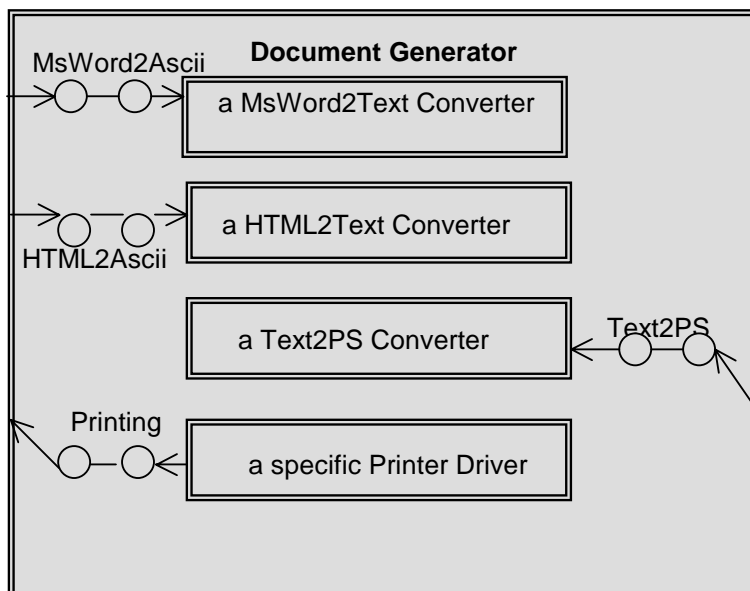 Document Generator
MsWord2Ascii
a MsWord2Text Converter
a HTML2Text Converter
HTML2Ascii
a Text2PS Converter
Text2PS
Printing
a specific Printer Driver